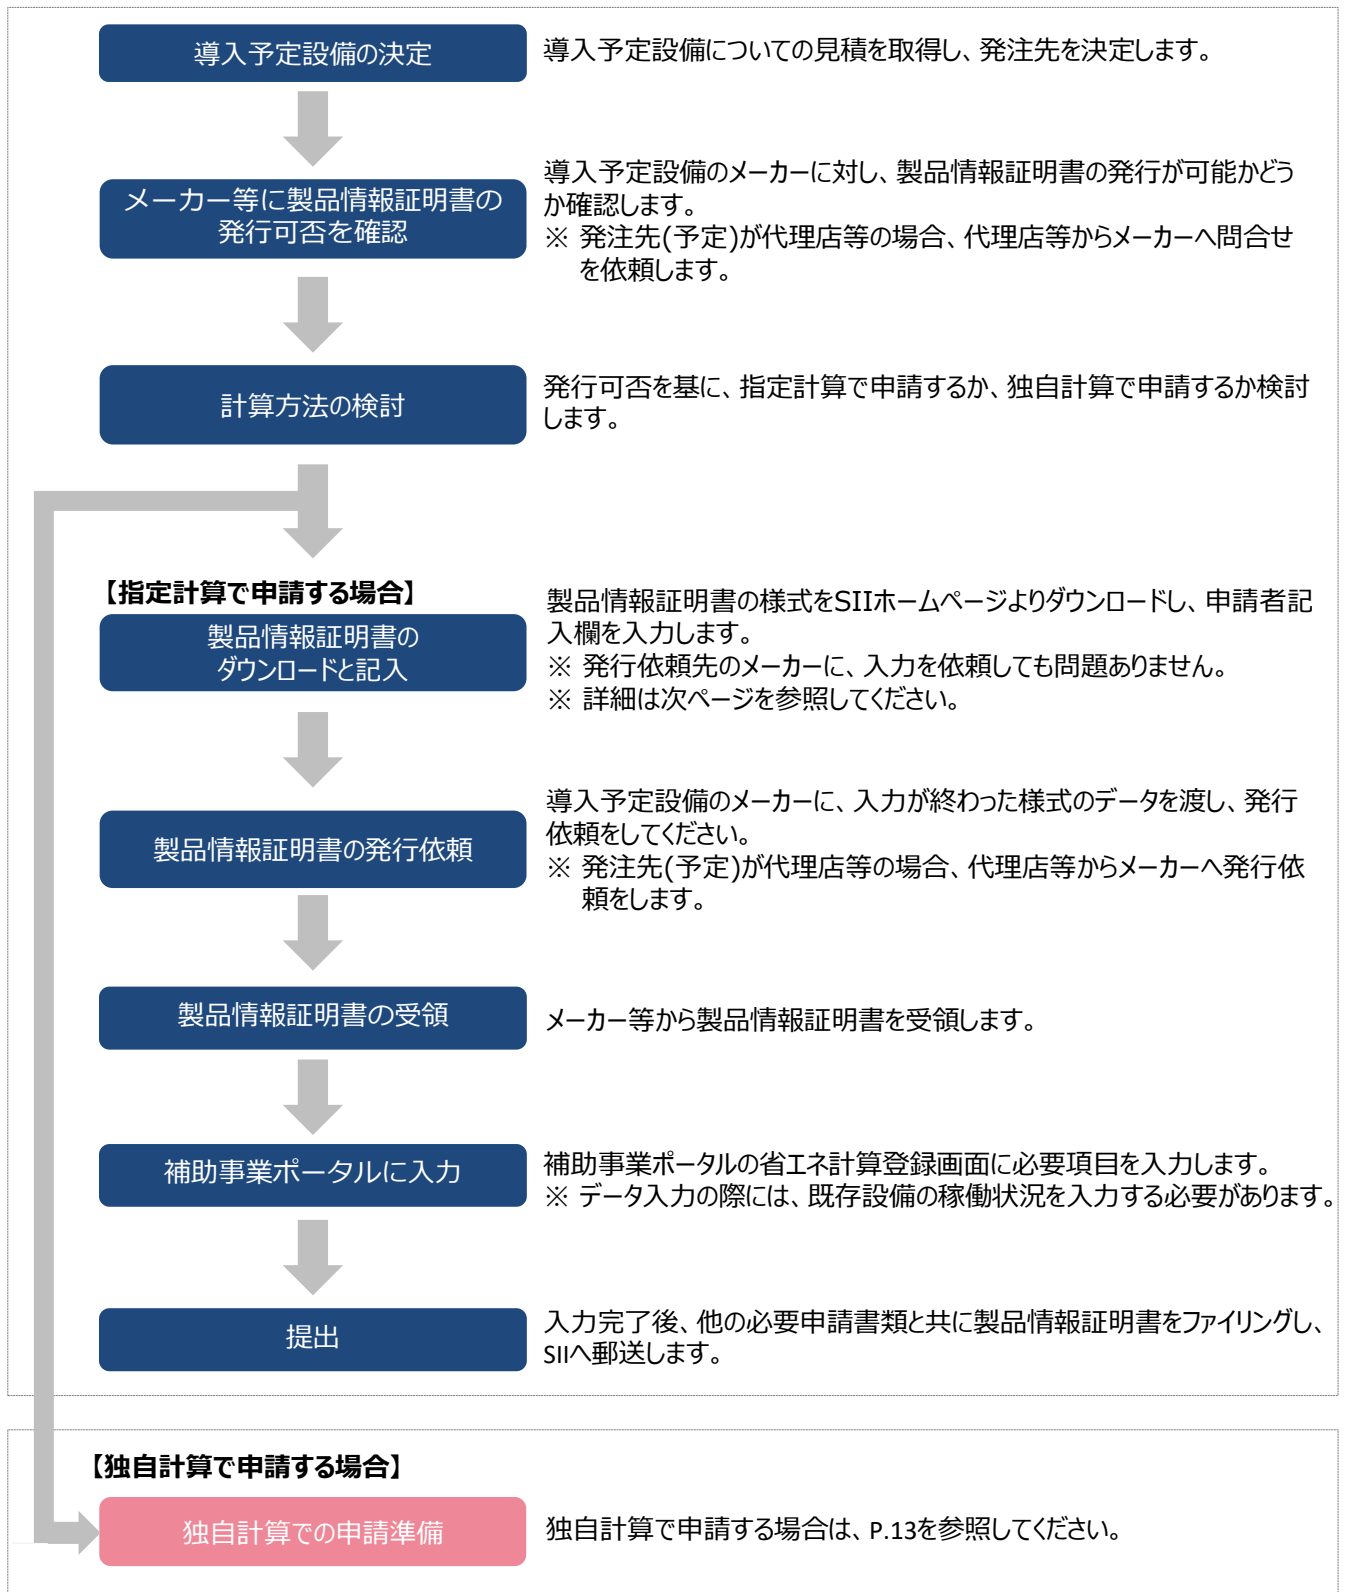 導入予定設備の決定
導入予定設備についての見積を取得し、発注先を決定します。
メーカー等に製品情報証明書の
発行可否を確認
導入予定設備のメーカーに対し、製品情報証明書の発行が可能かどう
か確認します。
※ 発注先(予定)が代理店等の場合、代理店等からメーカーへ問合せ
を依頼します。
計算方法の検討
発行可否を基に、指定計算で申請するか、独自計算で申請するか検討
します。
【指定計算で申請する場合】
製品情報証明書の
ダウンロードと記入
製品情報証明書の様式をSIIホームページよりダウンロードし、申請者記
入欄を入力します。
※ 発行依頼先のメーカーに、入力を依頼しても問題ありません。
※ 詳細は次ページを参照してください。
製品情報証明書の発行依頼
導入予定設備のメーカーに、入力が終わった様式のデータを渡し、発行
依頼をしてください。
※ 発注先(予定)が代理店等の場合、代理店等からメーカーへ発行依
頼をします。
製品情報証明書の受領
メーカー等から製品情報証明書を受領します。
補助事業ポータルに入力
補助事業ポータルの省エネ計算登録画面に必要項目を入力します。
※ データ入力の際には、既存設備の稼働状況を入力する必要があります。
提出
入力完了後、他の必要申請書類と共に製品情報証明書をファイリングし、
SIIへ郵送します。
【独自計算で申請する場合】
独自計算での申請準備
独自計算で申請する場合は、P.13を参照してください。